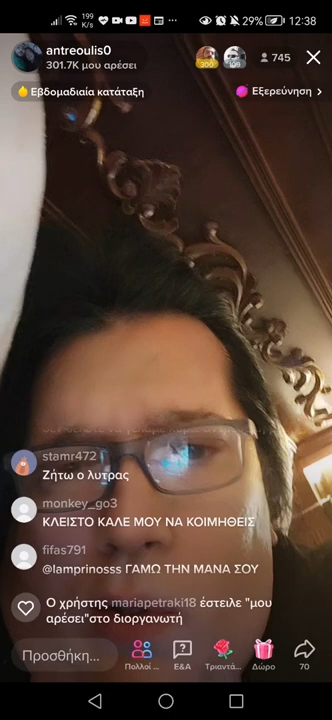 199
K/s
29%
12:38
antreoulis0
301.7K μου αρέσει
200
199
745
Εβδομαδιαία κατάταξη
Εξερεύνηση
stamr472
Ζήτω ο λυτρας
monkey_go3
ΚΛΕΙΣΤΟ ΚΑΛΕ ΜΟΥ ΝΑ ΚΟΙΜΗΘΕΙΣ
fifas791
@lamprinosss ΓΑΜΩ ΤΗΝ ΜΑΝΑ ΣΟΥ
Ο χρήστης mariapetraki18 έστειλε "μου
αρέσει"στο διοργανωτή
Προσθήκη...
Πολλοί ...
Ε&Α
Τριαντά...
Δώρο
70